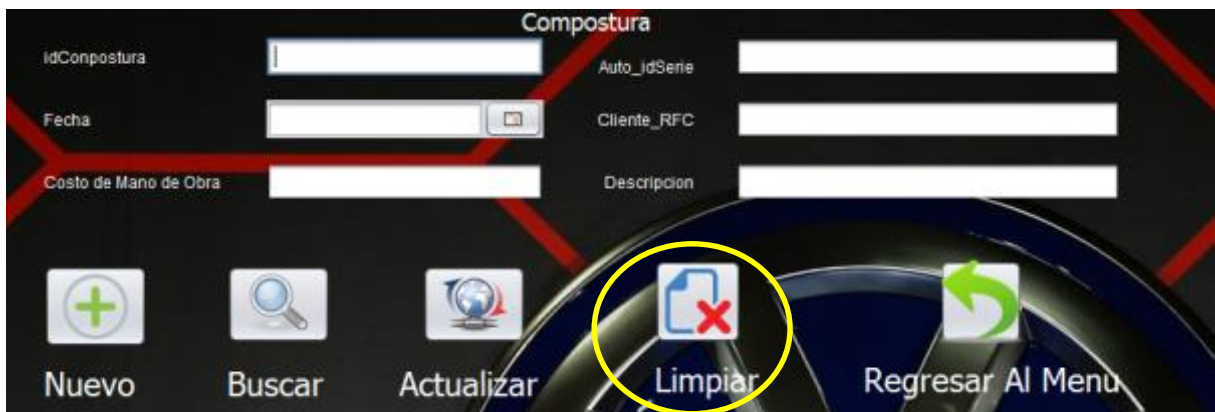 Compostura
idConpostura
Auto_idSerie
Fecha
Cliente_RFC
Costo de Mano de Obra
Descripcion
Nuevo
Buscar
Actualizar
Limpiar
Regresar Al Menu